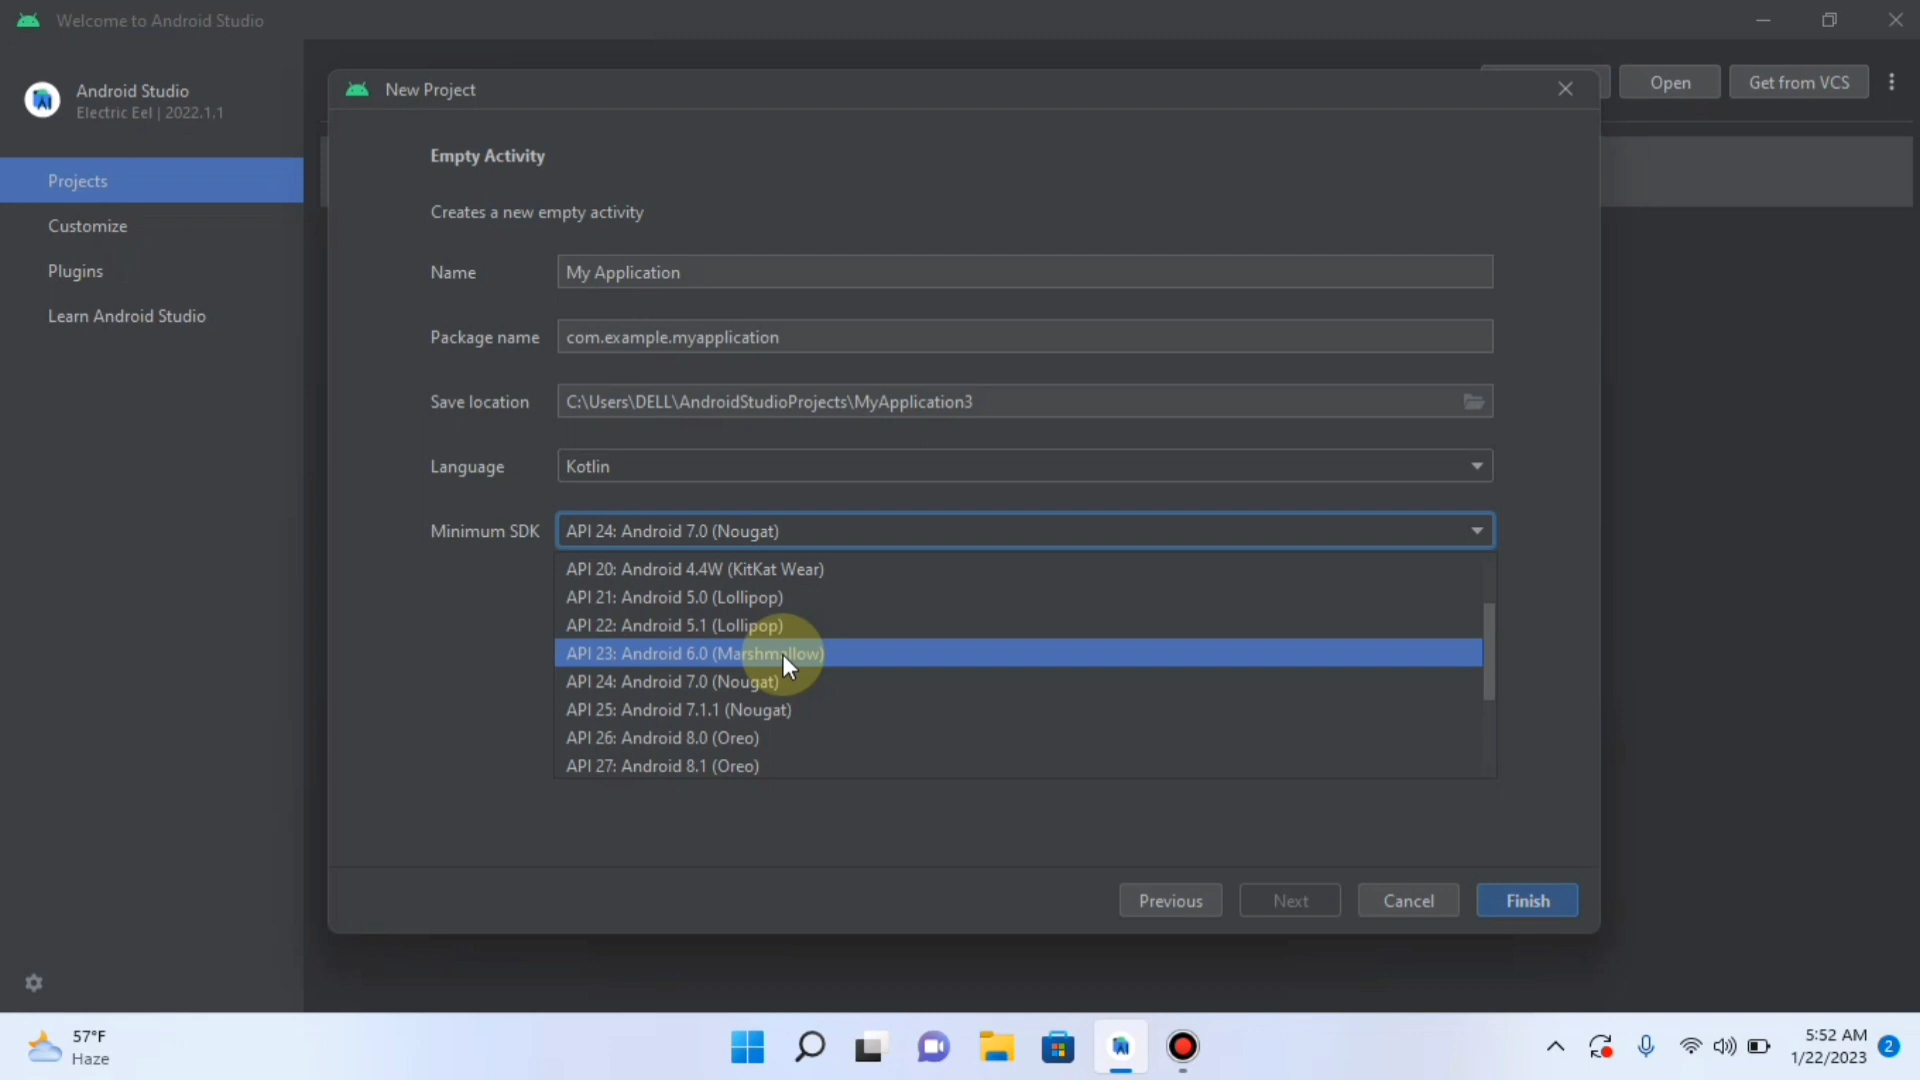 Welcome to Android Studio
Android Studio
Electric Eel | 2022.1.1
Projects
Customize
Plugins
Learn Android Studio
Open
Get from VCS
New Project
Empty Activity
Creates a new empty activity
Name
My Application
Package name
com.example.myapplication
Save location
C:\Users\DELL\AndroidStudioProjects\MyApplication3
Language
Kotlin
Minimum SDK
API 24: Android 7.0 (Nougat)
API 20: Android 4.4W (KitKat Wear)
API 21: Android 5.0 (Lollipop)
API 22: Android 5.1 (Lollipop)
API 23: Android 6.0 (Marshmallow)
API 24: Android 7.0 (Nougat)
API 25: Android 7.1.1 (Nougat)
API 26: Android 8.0 (Oreo)
API 27: Android 8.1 (Oreo)
Previous
Next
Cancel
Finish
57°F
Haze
5:52 AM
1/22/2023
2